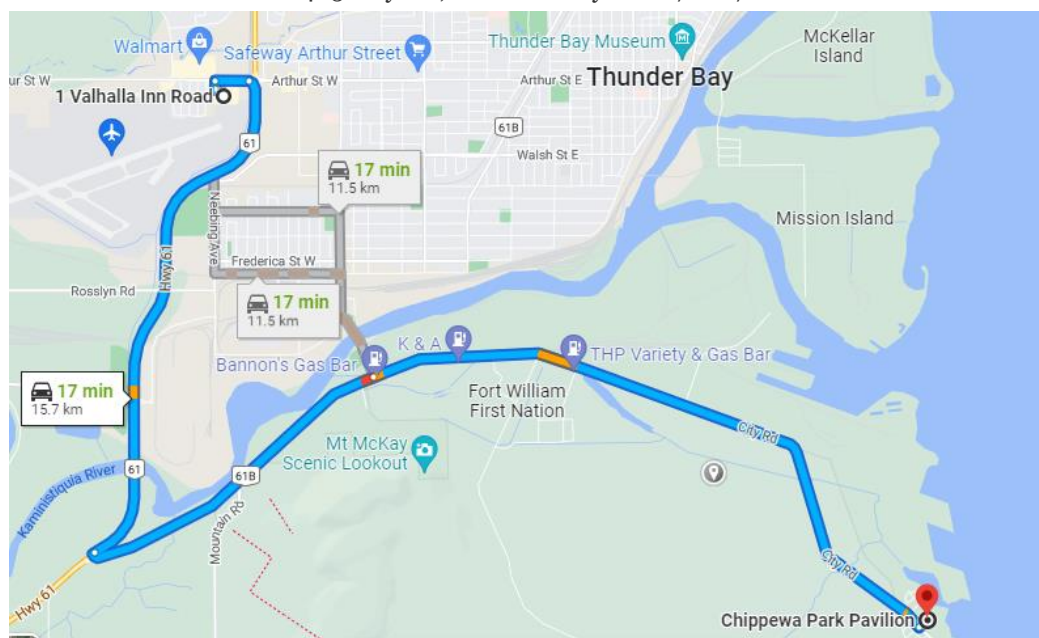 McKellar
Island
Walmart
Safeway Arthur Street
Thunder Bay Museum
Thunder Bay
ur St W
Arthur St W
Arthur St E
1 Valhalla Inn Road
61B
61
Walsh St E
17 min
11.5 km
Neebing Ave
Mission Island
Hwy 61
Frederica St W
Rosslyn Rd
17 min
11.5 km
K & A
Bannon's Gas Bar
THP Variety & Gas Bar
17 min
15.7 km
Fort William
First Nation
City Rd
Mt McKay
Scenic Lookout
61
61B
Kaministiquia River
Mountain Rd
City Rd
Hwy 61
Chippewa Park Pavilion